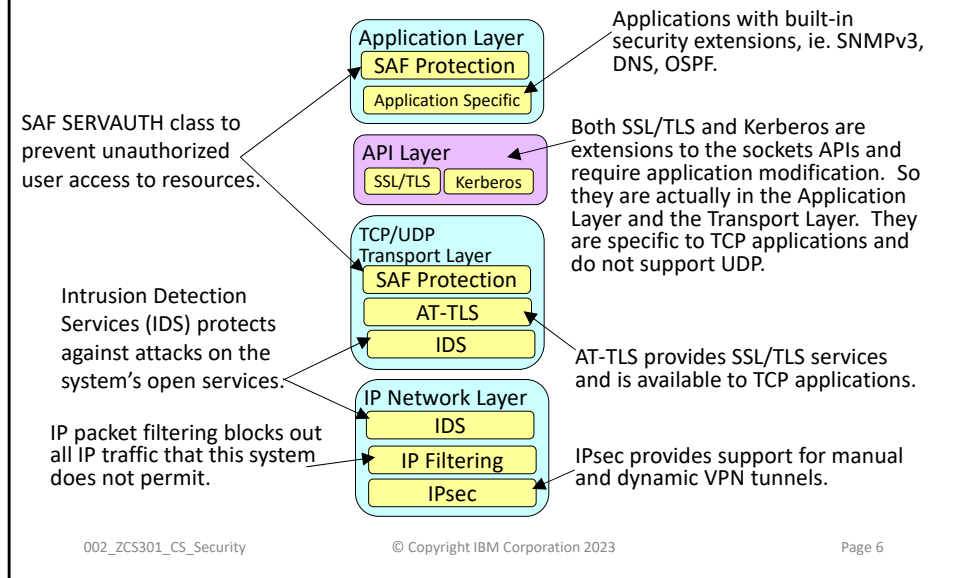 Applications with built-in
security extensions, ie. SNMPv3,
DNS, OSPF.
Application Layer
SAF Protection
Application Specific
SAF SERVAUTH class to
prevent unauthorized
user access to resources.
API Layer
SSL/TLS
Kerberos
Both SSL/TLS and Kerberos are
extensions to the sockets APIs and
require application modification. So
they are actually in the Application
Layer and the Transport Layer. They
are specific to TCP applications and
do not support UDP.
TCP/UDP
Transport Layer
SAF Protection
AT-TLS
IDS
Intrusion Detection
Services (IDS) protects
against attacks on the
system's open services.
AT-TLS provides SSL/TLS services
and is available to TCP applications.
IP Network Layer
IDS
IP Filtering
IPsec
IP packet filtering blocks out
all IP traffic that this system
does not permit.
IPsec provides support for manual
and dynamic VPN tunnels.
002_ZCS301_CS_Security
© Copyright IBM Corporation 2023
Page 6